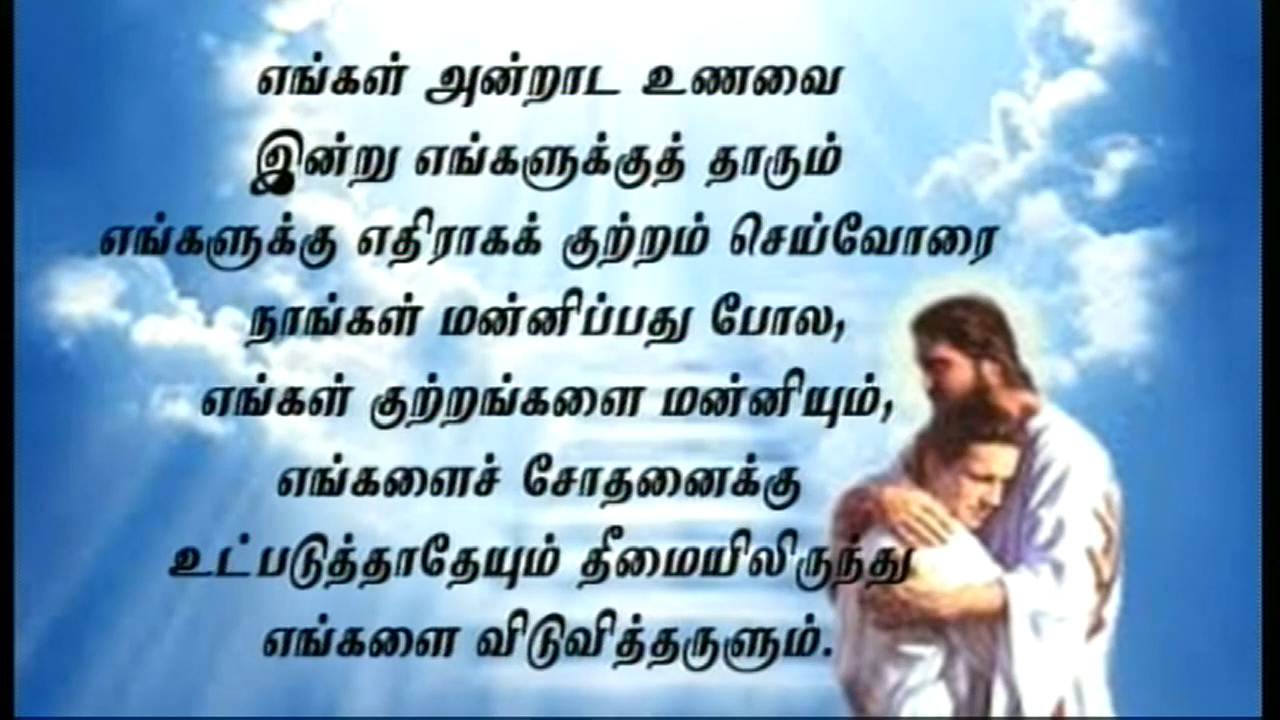 எங்கள் அன்றாட உணவை
இன்று எங்களுக்குத் தாரும்
எங்களுக்கு எதிராகக் குற்றம் செய்வோரை
நாங்கள் மன்னிப்பது போல,
எங்கள் குற்றங்களை மன்னியும்,
எங்களைச் சோதனைக்கு
உட்படுத்தாதேயும் தீமையிலிருந்து
எங்களை விடுவித்தருளும்.